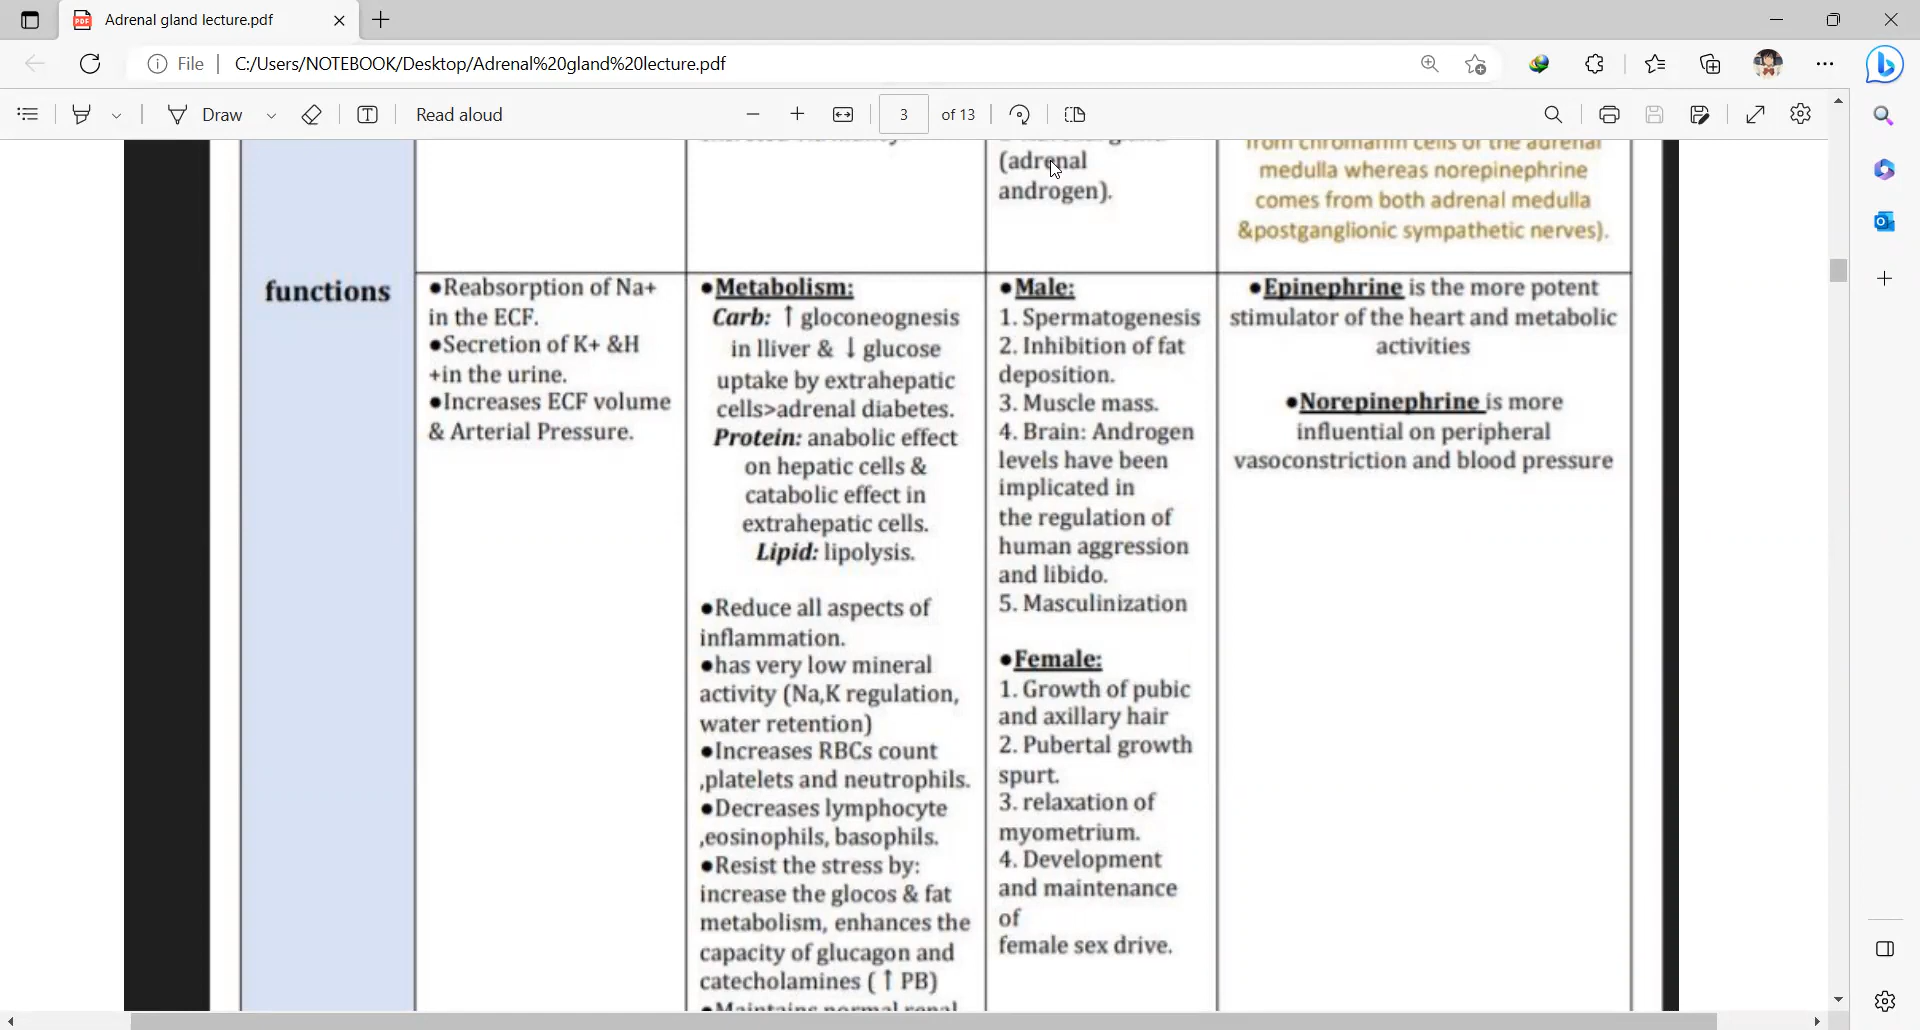 Adrenal gland lecture.pdf
File
C:/Users/NOTEBOOK/Desktop/Adrenal%20gland%20lecture.pdf
Draw
Read aloud
3
of 13
(adrenal
androgen).
from chromaffin cells of the adrenal
medulla whereas norepinephrine
comes from both adrenal medulla
&postganglionic sympathetic nerves).
functions
●Reabsorption of Na+
in the ECF.
●Secretion of K+ &H
+in the urine.
●Increases ECF volume
& Arterial Pressure.
●Metabolism:
Carb: ↑ gloconeognesis
in lliver & ↓ glucose
uptake by extrahepatic
cells>adrenal diabetes.
Protein: anabolic effect
on hepatic cells &
catabolic effect in
extrahepatic cells.
Lipid: lipolysis.
●Reduce all aspects of
inflammation.
●has very low mineral
activity (Na,K regulation,
water retention)
●Increases RBCs count
,platelets and neutrophils.
●Decreases lymphocyte
,eosinophils, basophils.
●Resist the stress by:
increase the glocos & fat
metabolism, enhances the
capacity of glucagon and
catecholamines (↑ PB)
●Maintains normal renal
●Male:
1. Spermatogenesis
2. Inhibition of fat
deposition.
3. Muscle mass.
4. Brain: Androgen
levels have been
implicated in
the regulation of
human aggression
and libido.
5. Masculinization
●Female:
1. Growth of pubic
and axillary hair
2. Pubertal growth
spurt.
3. relaxation of
myometrium.
4. Development
and maintenance
of
female sex drive.
●Epinephrine is the more potent
stimulator of the heart and metabolic
activities
●Norepinephrine is more
influential on peripheral
vasoconstriction and blood pressure